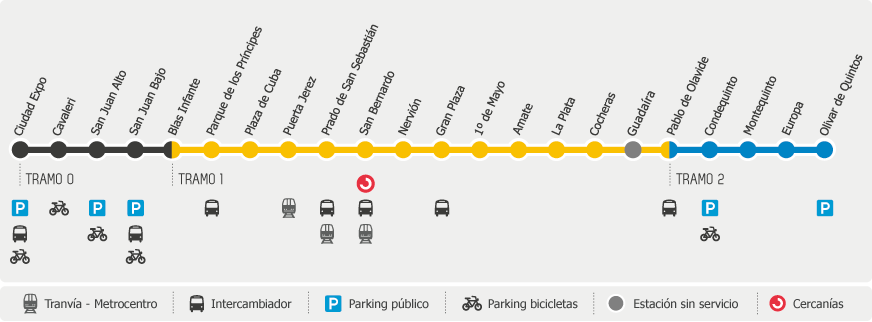 Ciudad Expo
Cavaleri
San Juan Alto
San Juan Bajo
Blas Infante
Parque de los Príncipes
Plaza de Cuba
Puerta Jerez
Prado de San Sebastián
San Bernardo
Nervión
Gran Plaza
1º de Mayo
Amate
La Plata
Cocheras
Guadaíra
Pablo de Olavide
Condequinto
Montequinto
Europa
Olivar de Quintos
TRAMO 0
TRAMO 1
TRAMO 2
P
P
P
P
P
Tranvía - Metrocentro
Intercambiador
P Parking público
Parking bicicletas
Estación sin servicio
Cercanías